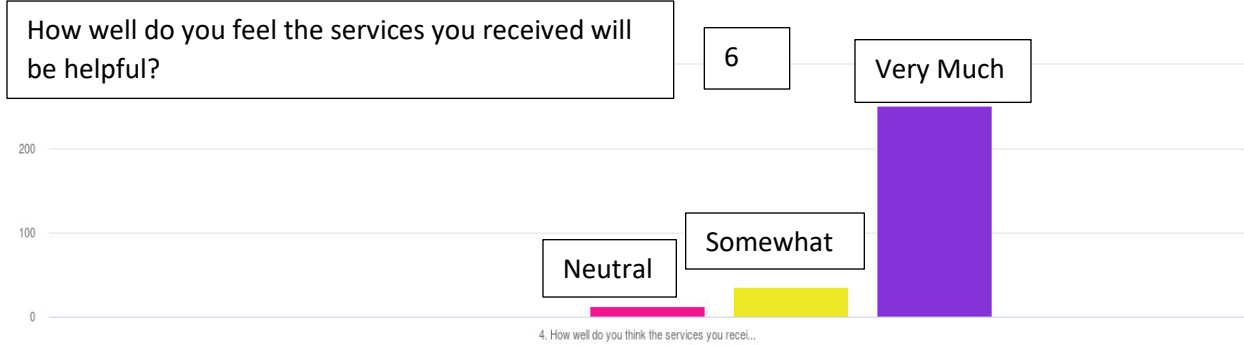 How well do you feel the services you received will
be helpful?
6
Very Much
200
100
Somewhat
Neutral
0
4. How well do you think the services you recei...